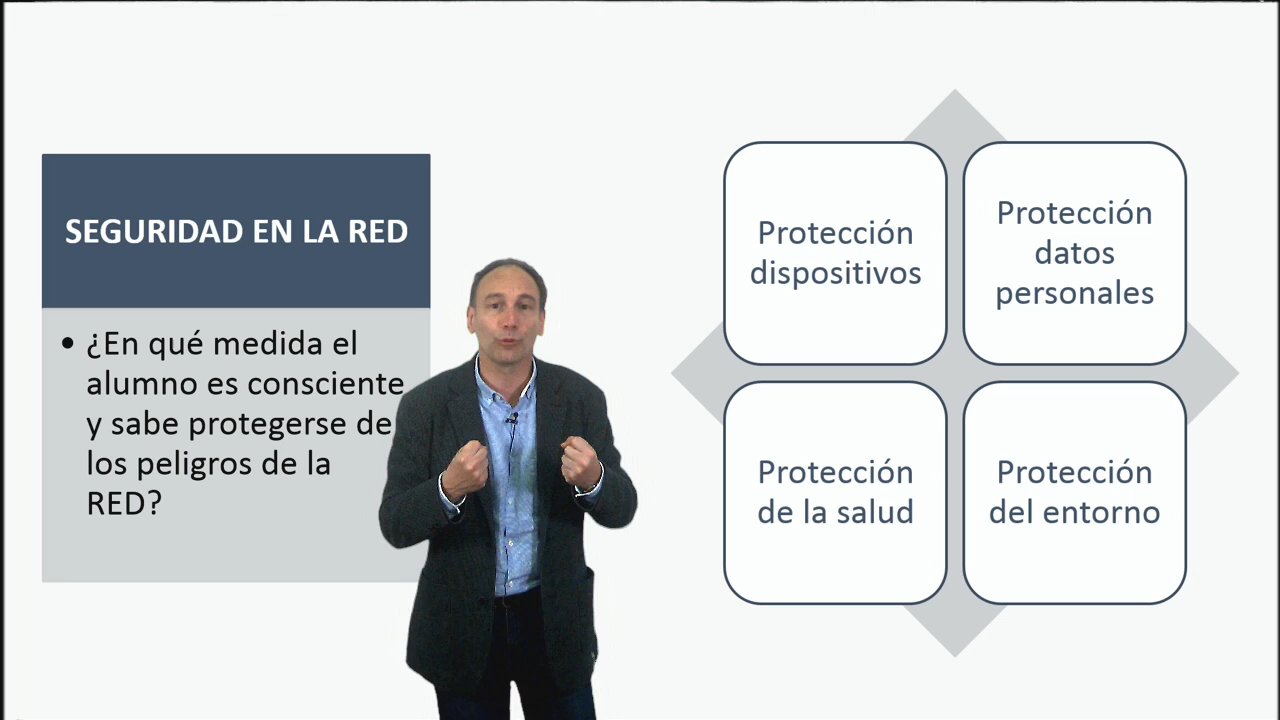 SEGURIDAD EN LA RED
• ¿En qué medida el
alumno es consciente
y sabe protegerse de
los peligros de la
RED?
Protección
dispositivos
Protección
datos
personales
Protección
de la salud
Protección
del entorno